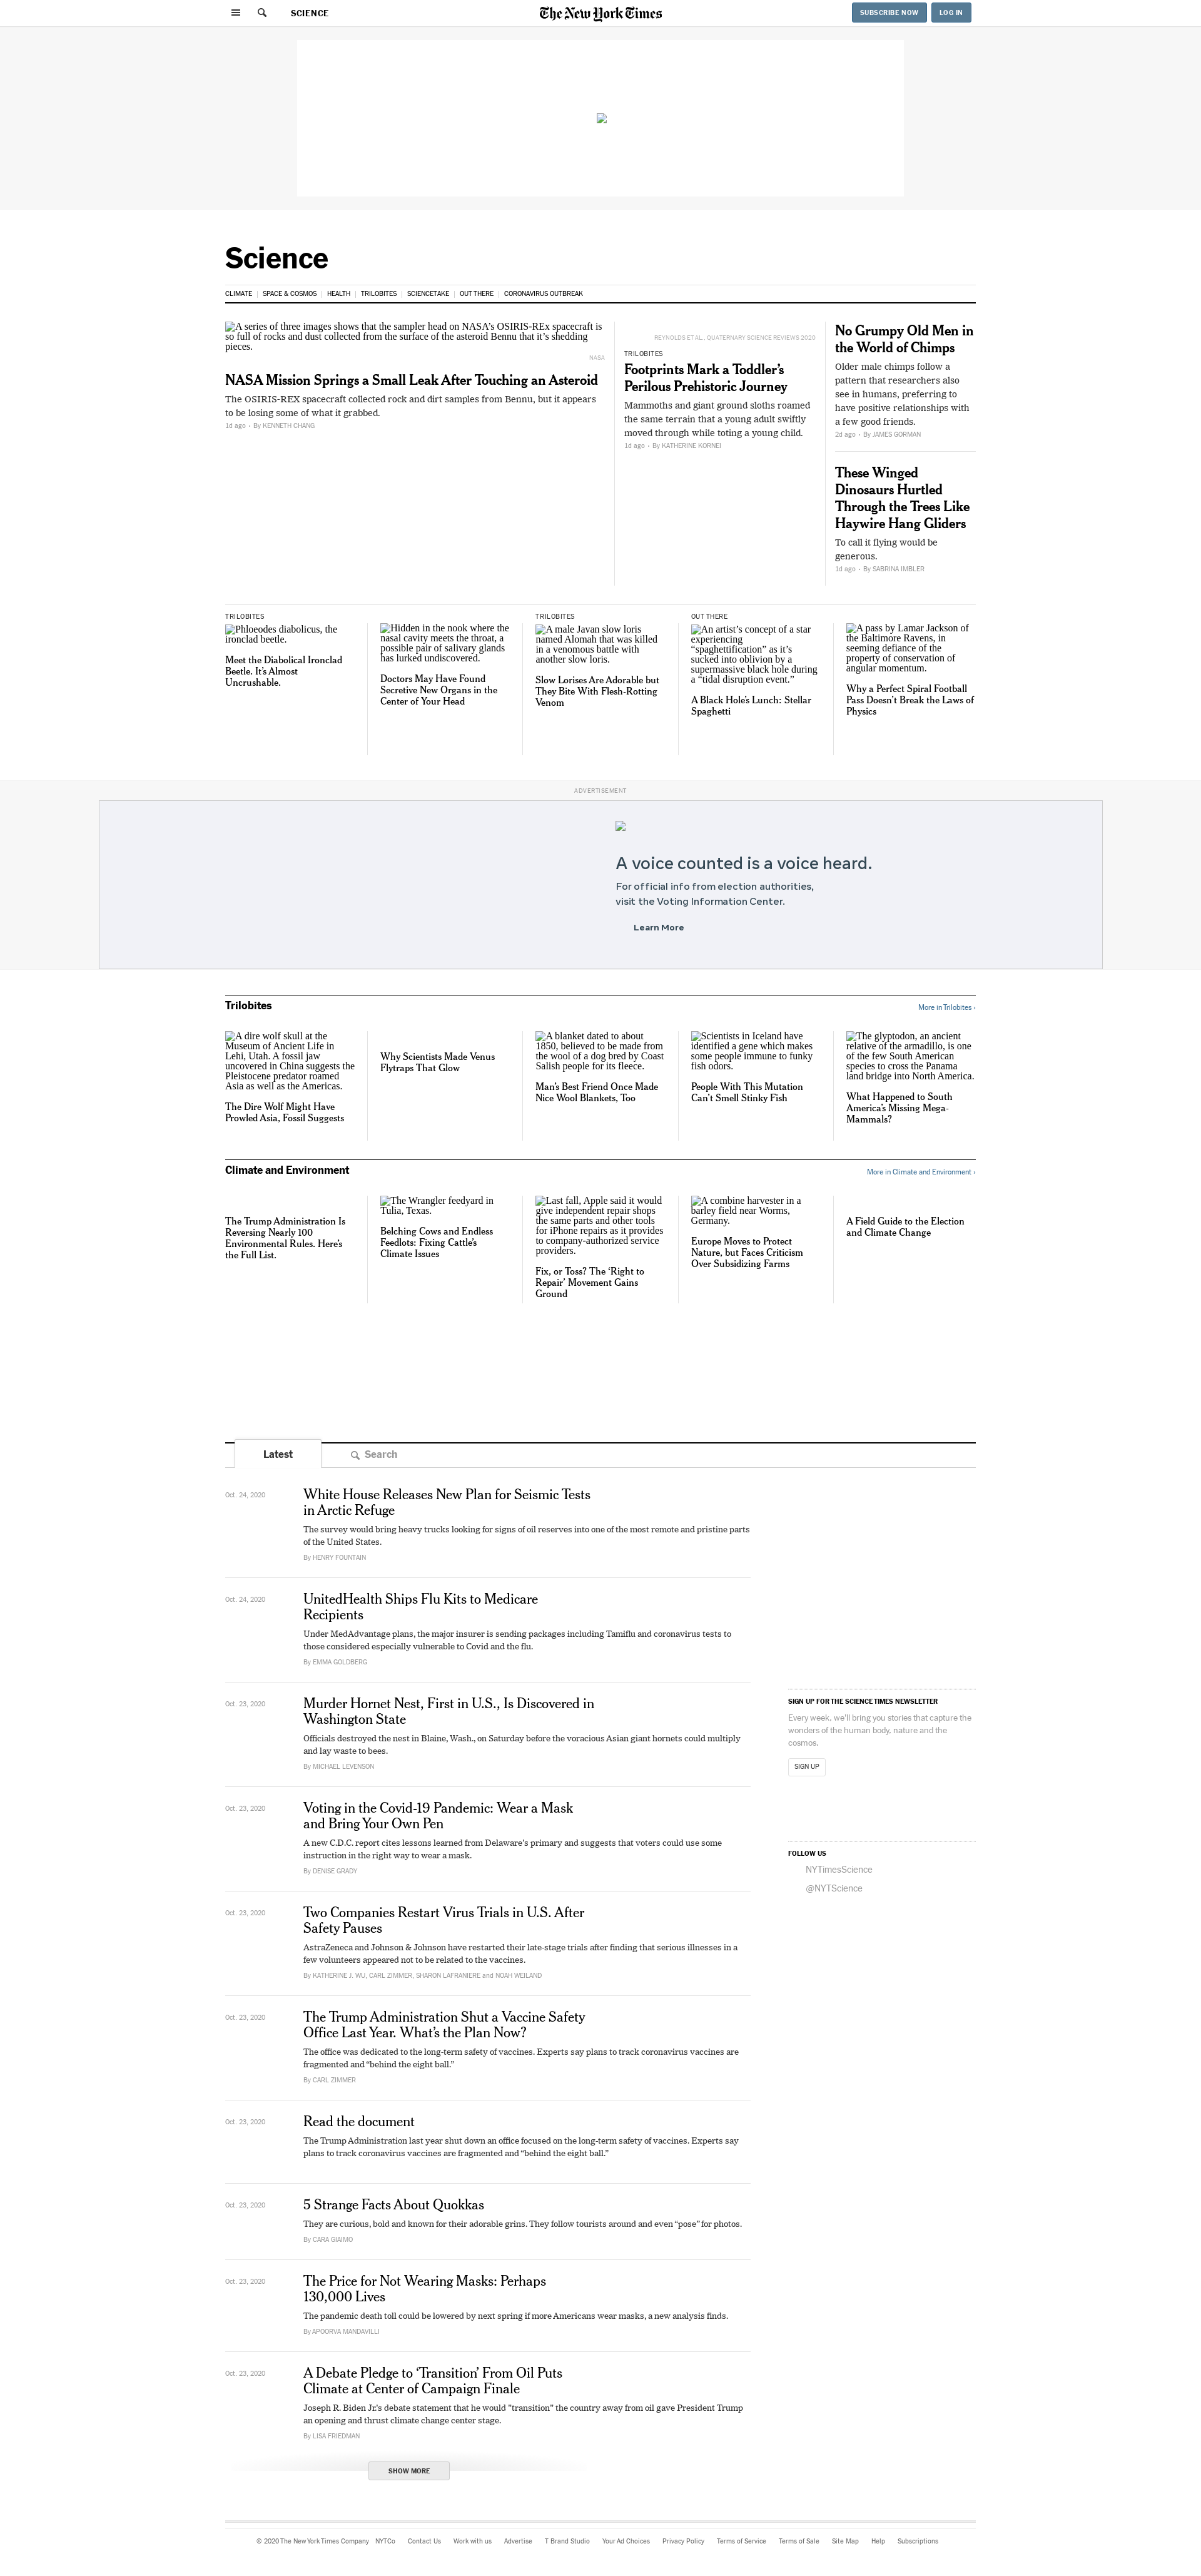 SCIENCE
The New York Times
SUBSCRIBE NOW
LOG IN
Science
CLIMATE | SPACE & COSMOS | HEALTH | TRILOBITES | SCIENCETAKE | OUT THERE | CORONAVIRUS OUTBREAK
A series of three images shows that the sampler head on NASA's OSIRIS-REx spacecraft is
so full of rocks and dust collected from the surface of the asteroid Bennu that it's shedding
pieces.
NASA
NASA Mission Springs a Small Leak After Touching an Asteroid
The OSIRIS-REX spacecraft collected rock and dirt samples from Bennu, but it appears
to be losing some of what it grabbed.
1d ago • By KENNETH CHANG
REYNOLDS ET AL., QUATERNARY SCIENCE REVIEWS 2020
TRILOBITES
Footprints Mark a Toddler's
Perilous Prehistoric Journey
Mammoths and giant ground sloths roamed
the same terrain that a young adult swiftly
moved through while toting a young child.
1d ago • By KATHERINE KORNEI
No Grumpy Old Men in
the World of Chimps
Older male chimps follow a
pattern that researchers also
see in humans, preferring to
have positive relationships with
a few good friends.
2d ago • By JAMES GORMAN
These Winged
Dinosaurs Hurtled
Through the Trees Like
Haywire Hang Gliders
To call it flying would be
generous.
1d ago • By SABRINA IMBLER
TRILOBITES
Phloeodes diabolicus, the
ironclad beetle.
Meet the Diabolical Ironclad
Beetle. It's Almost
Uncrushable.
Hidden in the nook where the
nasal cavity meets the throat, a
possible pair of salivary glands
has lurked undiscovered.
Doctors May Have Found
Secretive New Organs in the
Center of Your Head
TRILOBITES
A male Javan slow loris
named Alomah that was killed
in a venomous battle with
another slow loris.
Slow Lorises Are Adorable but
They Bite With Flesh-Rotting
Venom
OUT THERE
An artist's concept of a star
experiencing
“spaghettification” as it's
sucked into oblivion by a
supermassive black hole during
a “tidal disruption event.”
A Black Hole's Lunch: Stellar
Spaghetti
A pass by Lamar Jackson of
the Baltimore Ravens, in
seeming defiance of the
property of conservation of
angular momentum.
Why a Perfect Spiral Football
Pass Doesn't Break the Laws of
Physics
ADVERTISEMENT
A voice counted is a voice heard.
For official info from election authorities,
visit the Voting Information Center.
Learn More
Trilobites
More in Trilobites ›
A dire wolf skull at the
Museum of Ancient Life in
Lehi, Utah. A fossil jaw
uncovered in China suggests the
Pleistocene predator roamed
Asia as well as the Americas.
The Dire Wolf Might Have
Prowled Asia, Fossil Suggests
Why Scientists Made Venus
Flytraps That Glow
A blanket dated to about
1850, believed to be made from
the wool of a dog bred by Coast
Salish people for its fleece.
Man's Best Friend Once Made
Nice Wool Blankets, Too
Scientists in Iceland have
identified a gene which makes
some people immune to funky
fish odors.
People With This Mutation
Can't Smell Stinky Fish
The glyptodon, an ancient
relative of the armadillo, is one
of the few South American
species to cross the Panama
land bridge into North America.
What Happened to South
America's Missing Mega-
Mammals?
Climate and Environment
More in Climate and Environment ›
The Trump Administration Is
Reversing Nearly 100
Environmental Rules. Here's
the Full List.
The Wrangler feedyard in
Tulia, Texas.
Belching Cows and Endless
Feedlots: Fixing Cattle's
Climate Issues
Last fall, Apple said it would
give independent repair shops
the same parts and other tools
for iPhone repairs as it provides
to company-authorized service
providers.
Fix, or Toss? The ‘Right to
Repair’ Movement Gains
Ground
A combine harvester in a
barley field near Worms,
Germany.
Europe Moves to Protect
Nature, but Faces Criticism
Over Subsidizing Farms
A Field Guide to the Election
and Climate Change
Latest
Search
Oct. 24, 2020
White House Releases New Plan for Seismic Tests
in Arctic Refuge
The survey would bring heavy trucks looking for signs of oil reserves into one of the most remote and pristine parts
of the United States.
By HENRY FOUNTAIN
Oct. 24, 2020
UnitedHealth Ships Flu Kits to Medicare
Recipients
Under MedAdvantage plans, the major insurer is sending packages including Tamiflu and coronavirus tests to
those considered especially vulnerable to Covid and the flu.
By EMMA GOLDBERG
Oct. 23, 2020
Murder Hornet Nest, First in U.S., Is Discovered in
Washington State
Officials destroyed the nest in Blaine, Wash., on Saturday before the voracious Asian giant hornets could multiply
and lay waste to bees.
By MICHAEL LEVENSON
Oct. 23, 2020
Voting in the Covid-19 Pandemic: Wear a Mask
and Bring Your Own Pen
A new C.D.C. report cites lessons learned from Delaware's primary and suggests that voters could use some
instruction in the right way to wear a mask.
By DENISE GRADY
Oct. 23, 2020
Two Companies Restart Virus Trials in U.S. After
Safety Pauses
AstraZeneca and Johnson & Johnson have restarted their late-stage trials after finding that serious illnesses in a
few volunteers appeared not to be related to the vaccines.
By KATHERINE J. WU, CARL ZIMMER, SHARON LAFRANIERE and NOAH WEILAND
Oct. 23, 2020
The Trump Administration Shut a Vaccine Safety
Office Last Year. What's the Plan Now?
The office was dedicated to the long-term safety of vaccines. Experts say plans to track coronavirus vaccines are
fragmented and “behind the eight ball.”
By CARL ZIMMER
Oct. 23, 2020
Read the document
The Trump Administration last year shut down an office focused on the long-term safety of vaccines. Experts say
plans to track coronavirus vaccines are fragmented and “behind the eight ball.”
Oct. 23, 2020
5 Strange Facts About Quokkas
They are curious, bold and known for their adorable grins. They follow tourists around and even “pose” for photos.
By CARA GIAIMO
Oct. 23, 2020
The Price for Not Wearing Masks: Perhaps
130,000 Lives
The pandemic death toll could be lowered by next spring if more Americans wear masks, a new analysis finds.
By APOORVA MANDAVILLI
Oct. 23, 2020
A Debate Pledge to ‘Transition’ From Oil Puts
Climate at Center of Campaign Finale
Joseph R. Biden Jr.'s debate statement that he would "transition" the country away from oil gave President Trump
an opening and thrust climate change center stage.
By LISA FRIEDMAN
SHOW MORE
SIGN UP FOR THE SCIENCE TIMES NEWSLETTER
Every week, we'll bring you stories that capture the
wonders of the human body, nature and the
cosmos.
SIGN UP
FOLLOW US
NYTimesScience
@NYTScience
© 2020 The New York Times Company NYTCo Contact Us Work with us Advertise T Brand Studio Your Ad Choices Privacy Policy Terms of Service Terms of Sale Site Map Help Subscriptions